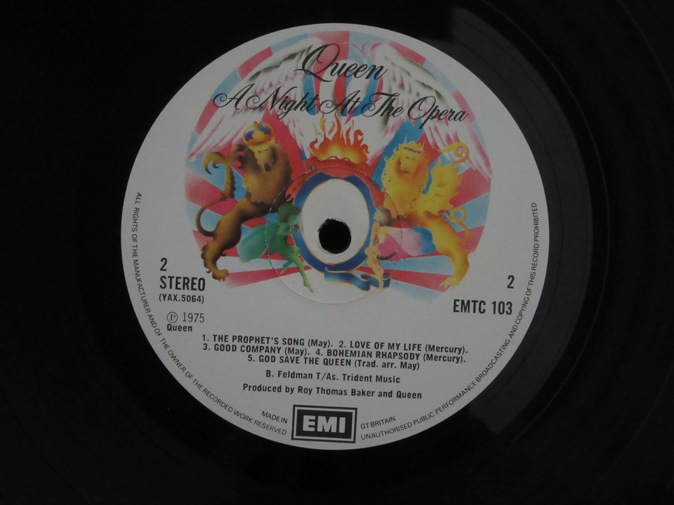 Queen
A Night At The Opera
2
STEREO
(YAX.5064)
Ⓟ 1975
Queen
2
EMTC 103
1. THE PROPHET'S SONG (May). 2. LOVE OF MY LIFE (Mercury).
3. GOOD COMPANY (May). 4. BOHEMIAN RHAPSODY (Mercury).
5. GOD SAVE THE QUEEN (Trad. arr. May)
B. Feldman T/As. Trident Music
Produced by Roy Thomas Baker and Queen
MADE IN
EMI
GT BRITAIN
ALL RIGHTS OF THE MANUFACTURER AND OF THE OWNER OF THE RECORDED WORK RESERVED
UNAUTHORISED PUBLIC PERFORMANCE BROADCASTING AND COPYING OF THIS RECORD PROHIBITED